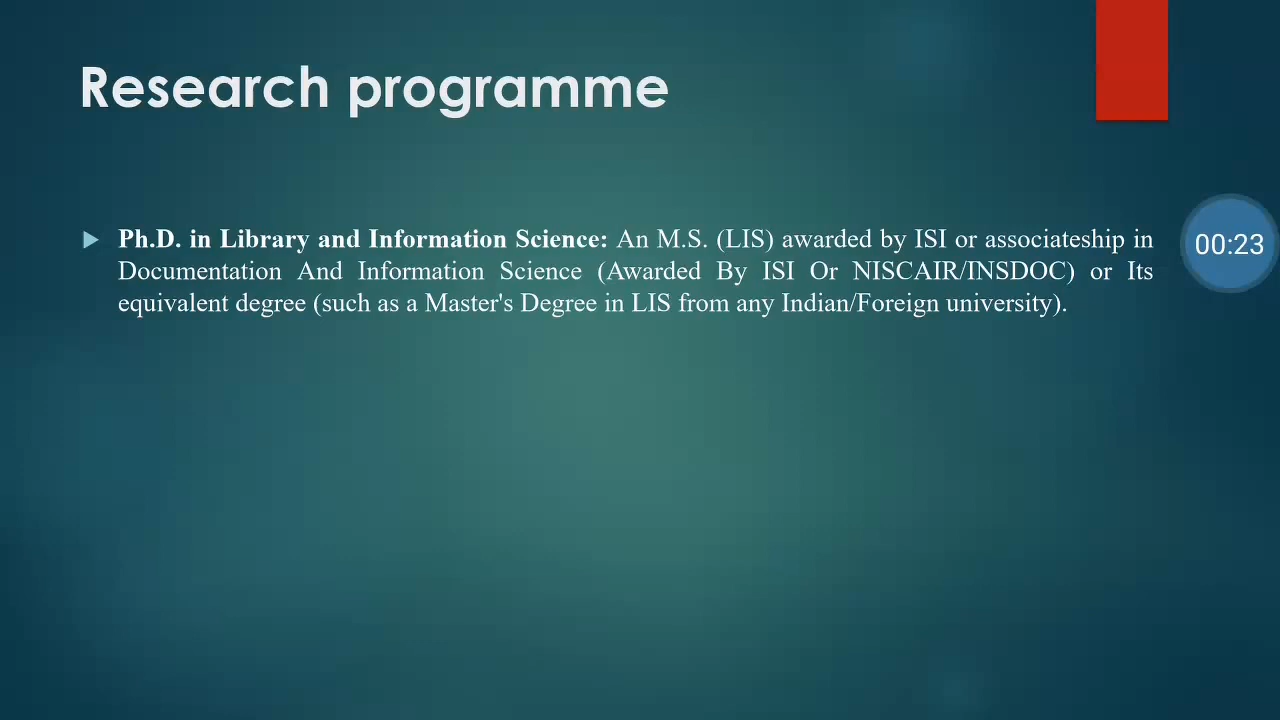 Research programme
Ph.D. in Library and Information Science: An M.S. (LIS) awarded by ISI or associateship in
Documentation And Information Science (Awarded By ISI Or NISCAIR/INSDOC) or Its
equivalent degree (such as a Master's Degree in LIS from any Indian/Foreign university).
00:23